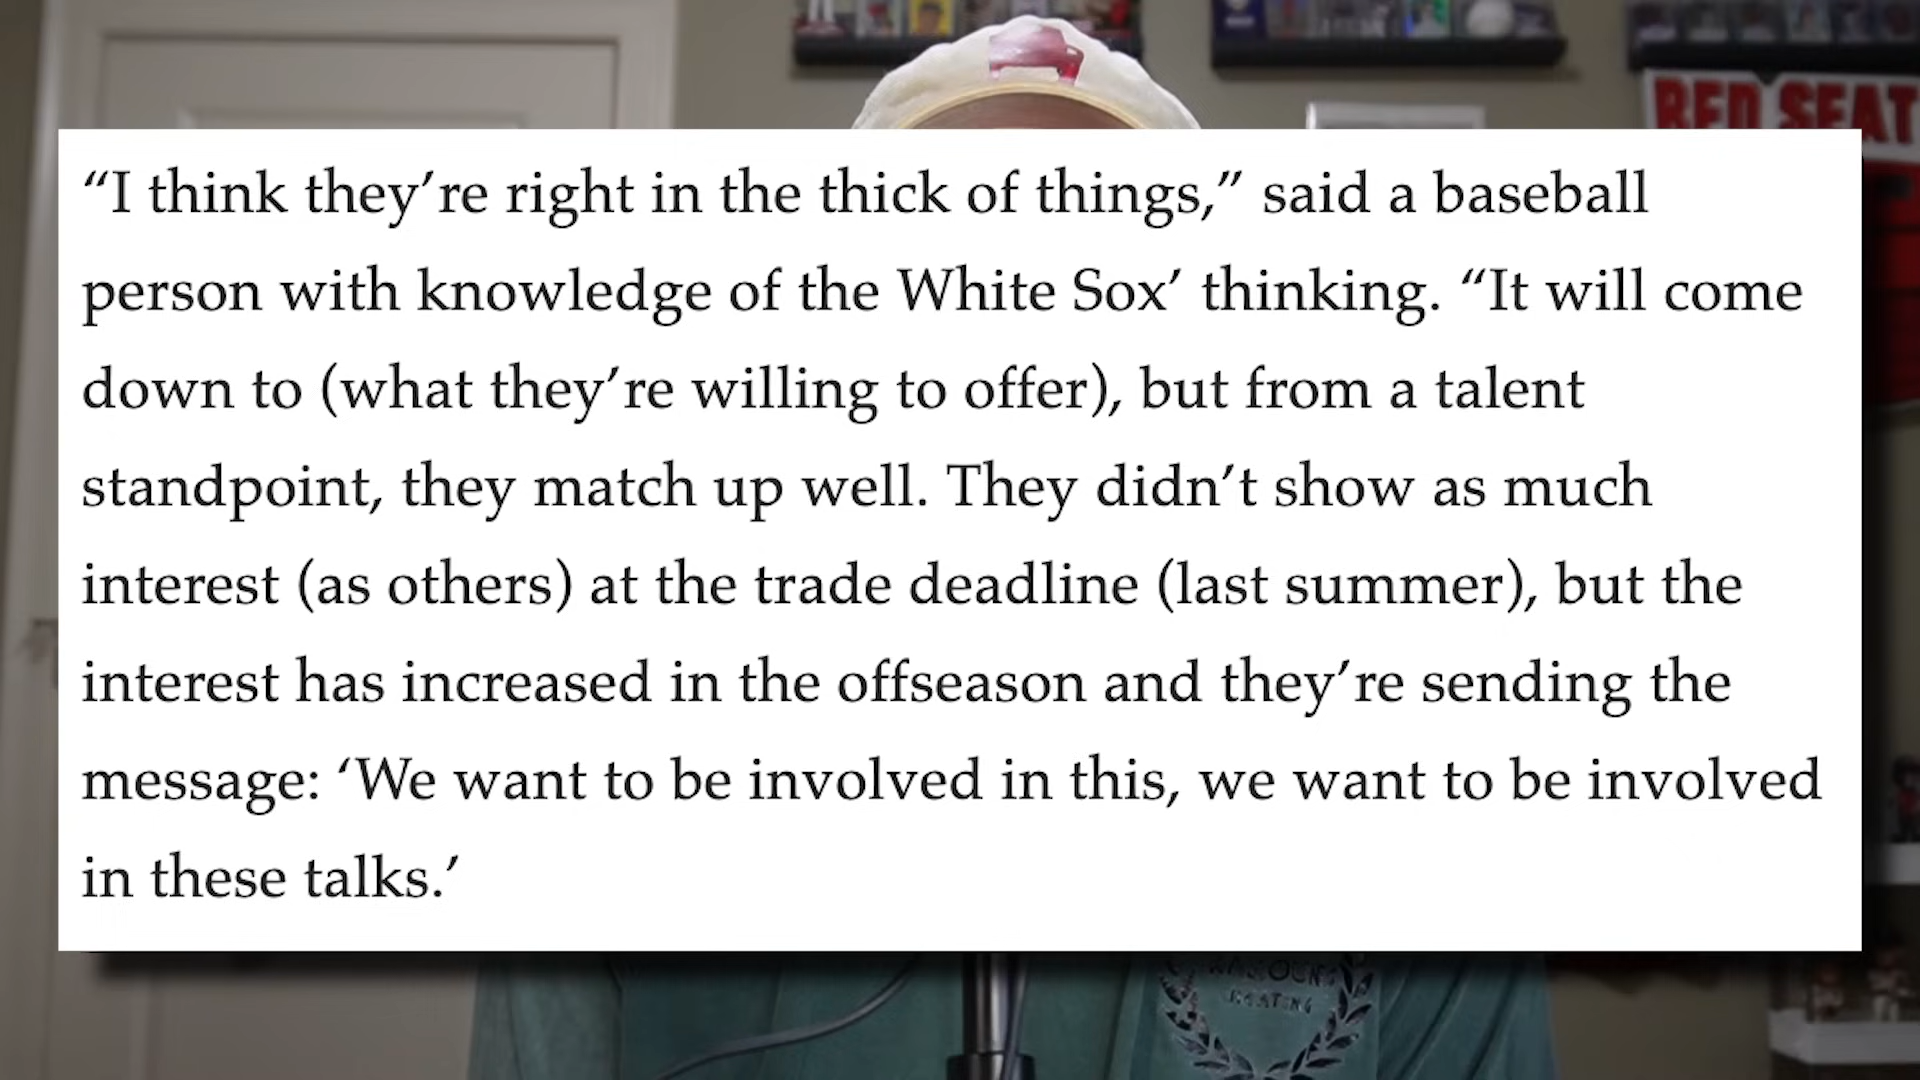 RED SEAT
“I think they’re right in the thick of things,” said a baseball
person with knowledge of the White Sox’ thinking. “It will come
down to (what they’re willing to offer), but from a talent
standpoint, they match up well. They didn’t show as much
interest (as others) at the trade deadline (last summer), but the
interest has increased in the offseason and they’re sending the
message: ‘We want to be involved in this, we want to be involved
in these talks.’